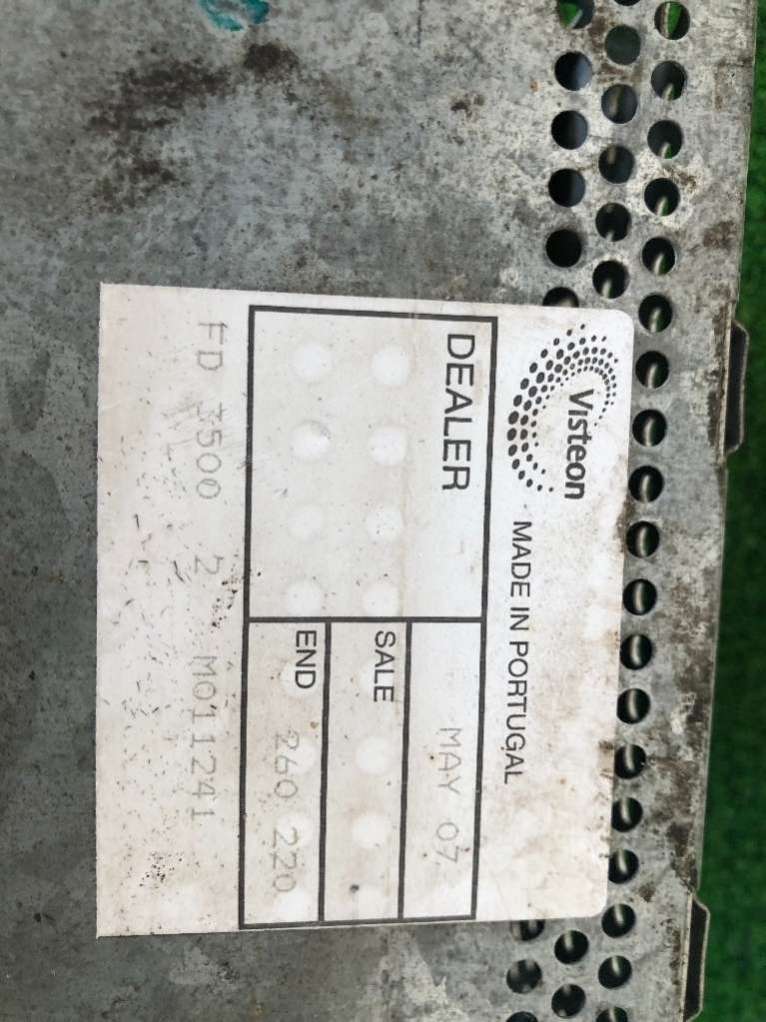 Visteon
MADE IN PORTUGAL
DEALER
MAY 07
SALE
END
260 220
FD 3500 2 M011241